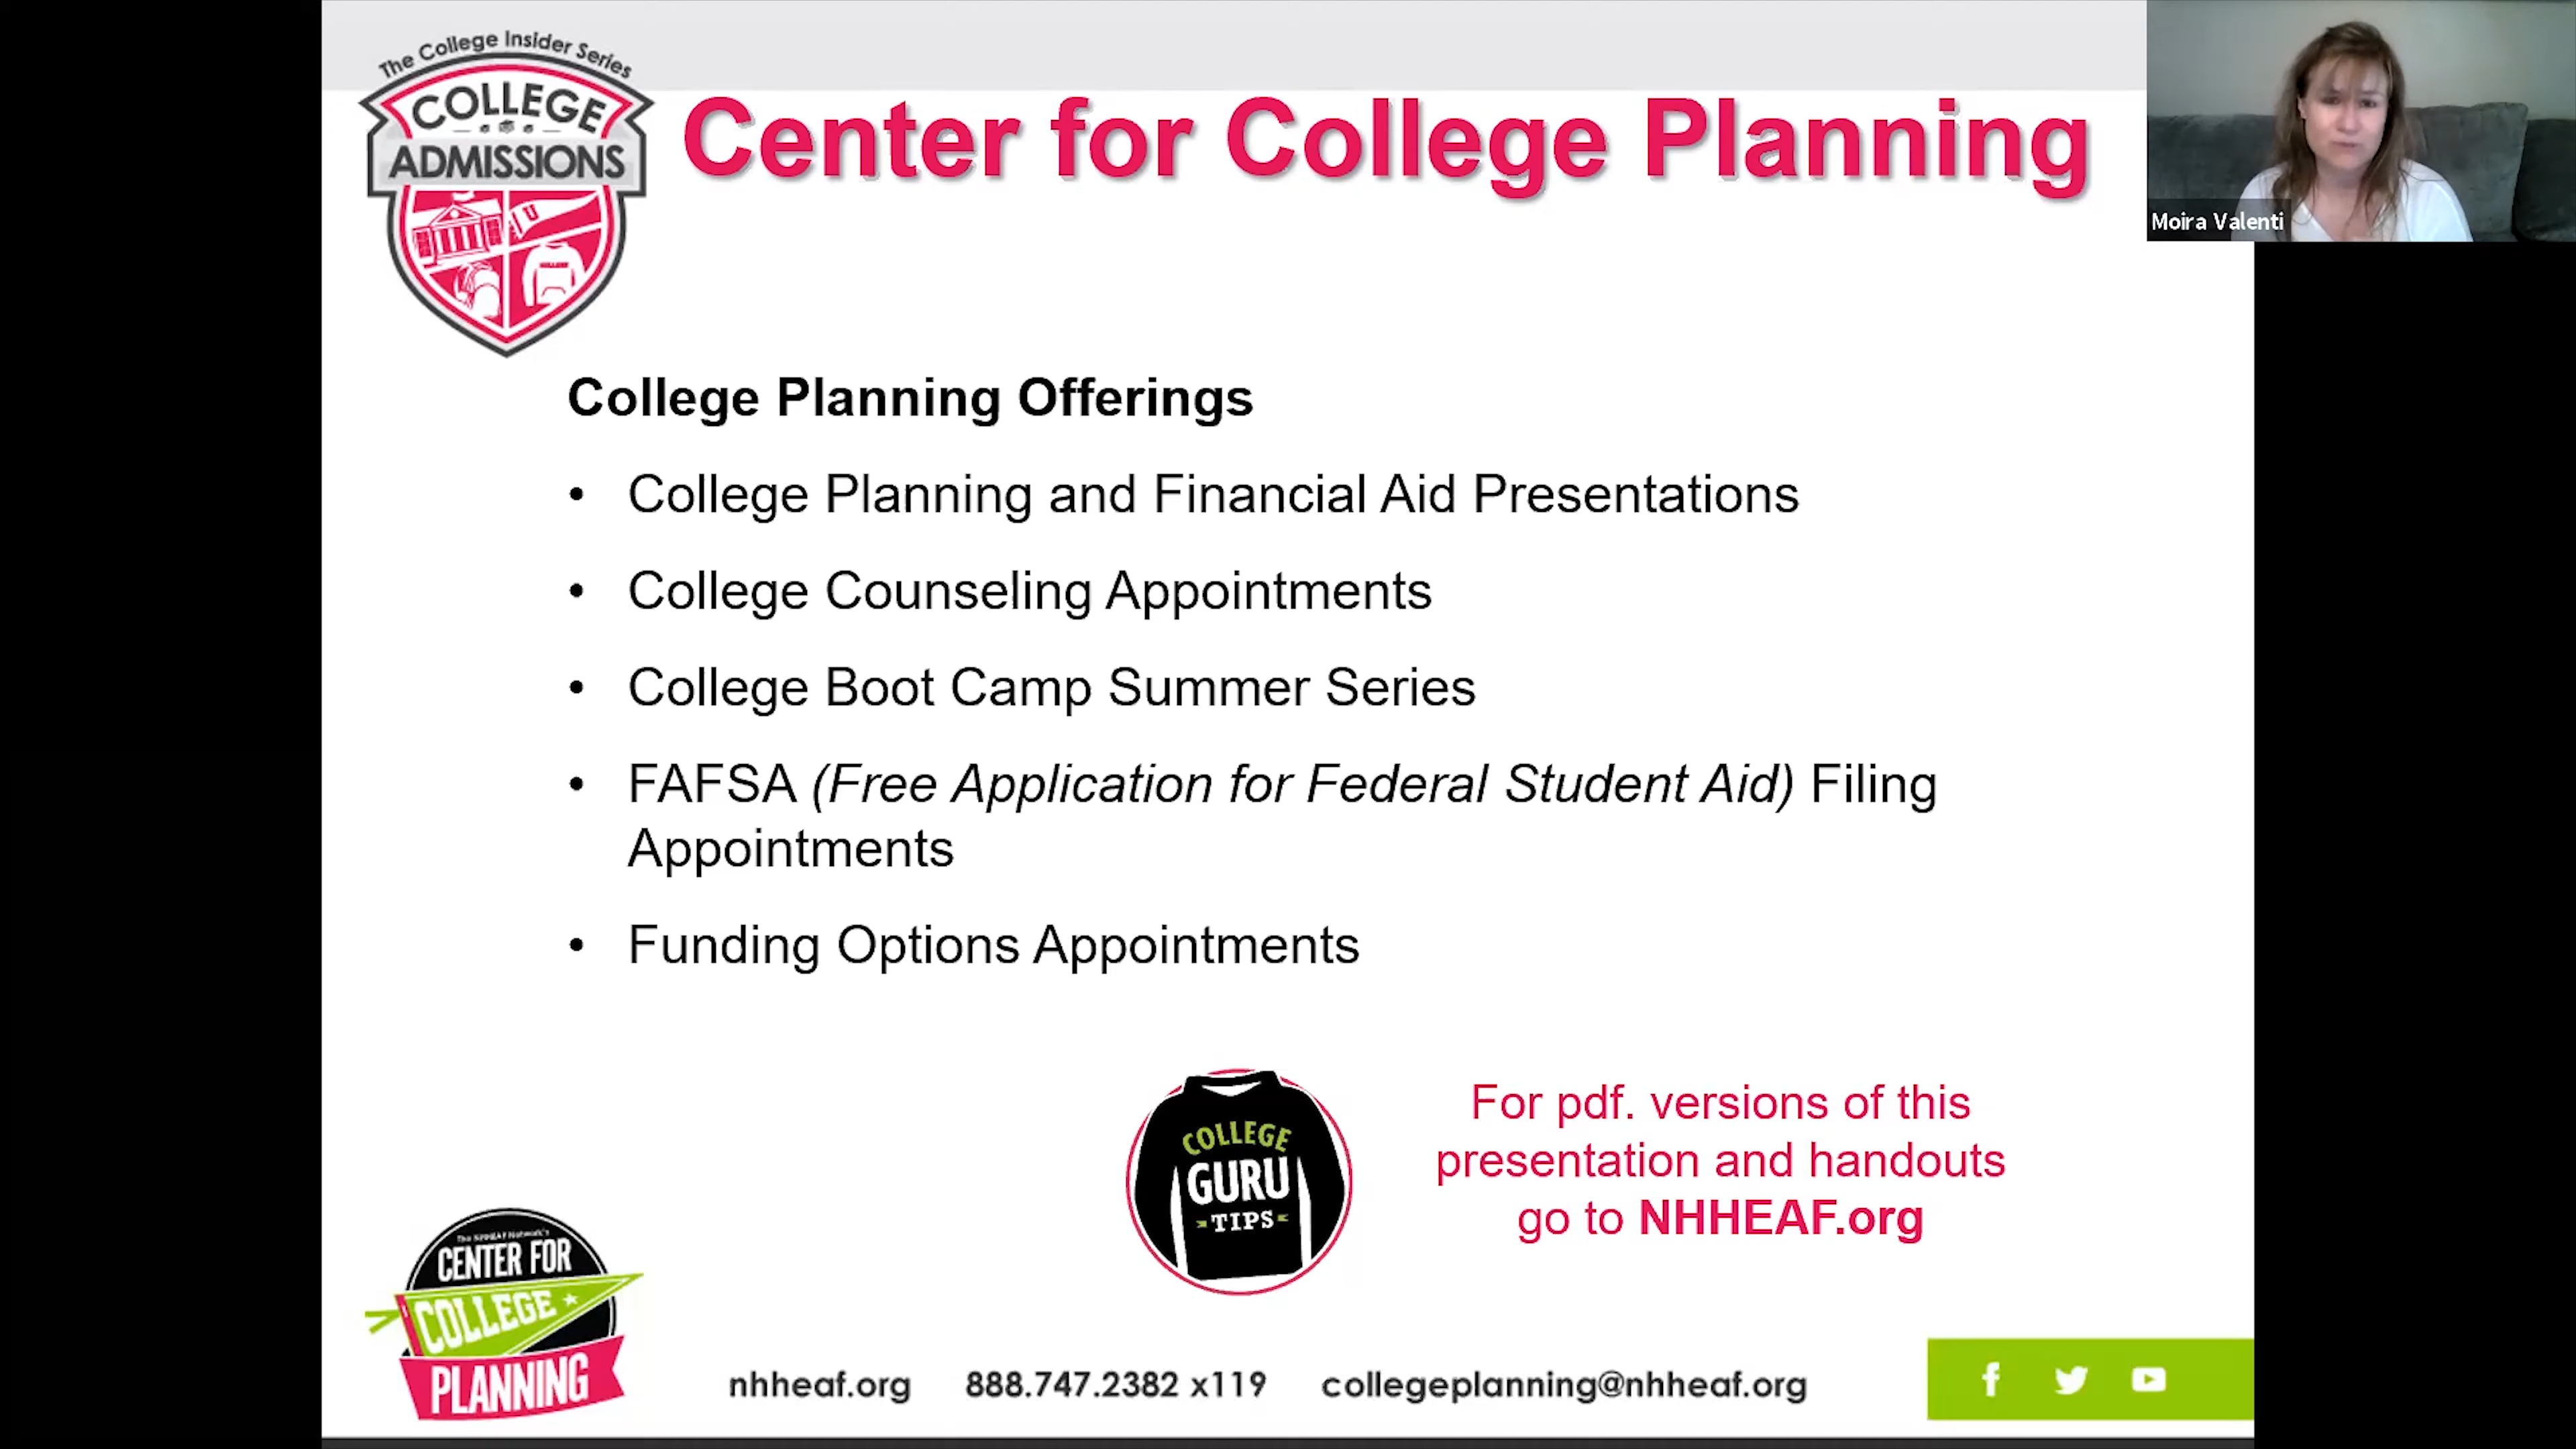 The College Insider Series
COLLEGE
ADMISSIONS
Center for College Planning
Moira Valenti
College Planning Offerings
• College Planning and Financial Aid Presentations
• College Counseling Appointments
• College Boot Camp Summer Series
• FAFSA (Free Application for Federal Student Aid) Filing
Appointments
• Funding Options Appointments
COLLEGE
GURU
TIPS
For pdf. versions of this
presentation and handouts
go to NHHEAF.org
The NHHEAF Network's
CENTER FOR
COLLEGE
PLANNING
nhheaf.org 888.747.2382 x119 collegeplanning@nhheaf.org